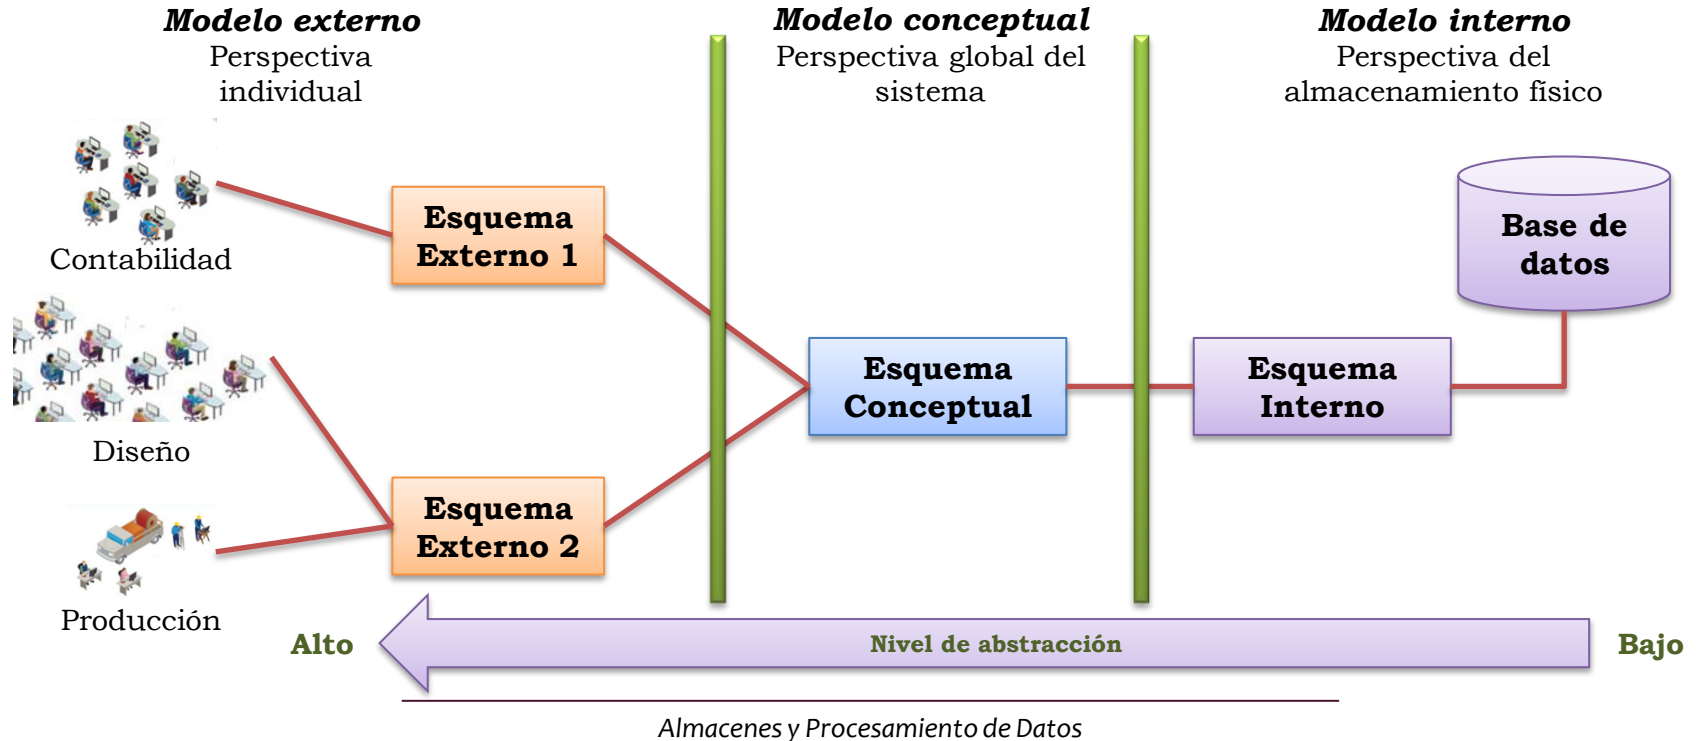 Modelo externo
Perspectiva
individual
Modelo conceptual
Perspectiva global del
sistema
Modelo interno
Perspectiva del
almacenamiento físico
Contabilidad
Diseño
Producción
Esquema
Externo 1
Esquema
Externo 2
Esquema
Conceptual
Esquema
Interno
Base de
datos
Alto
Nivel de abstracción
Bajo
Almacenes y Procesamiento de Datos